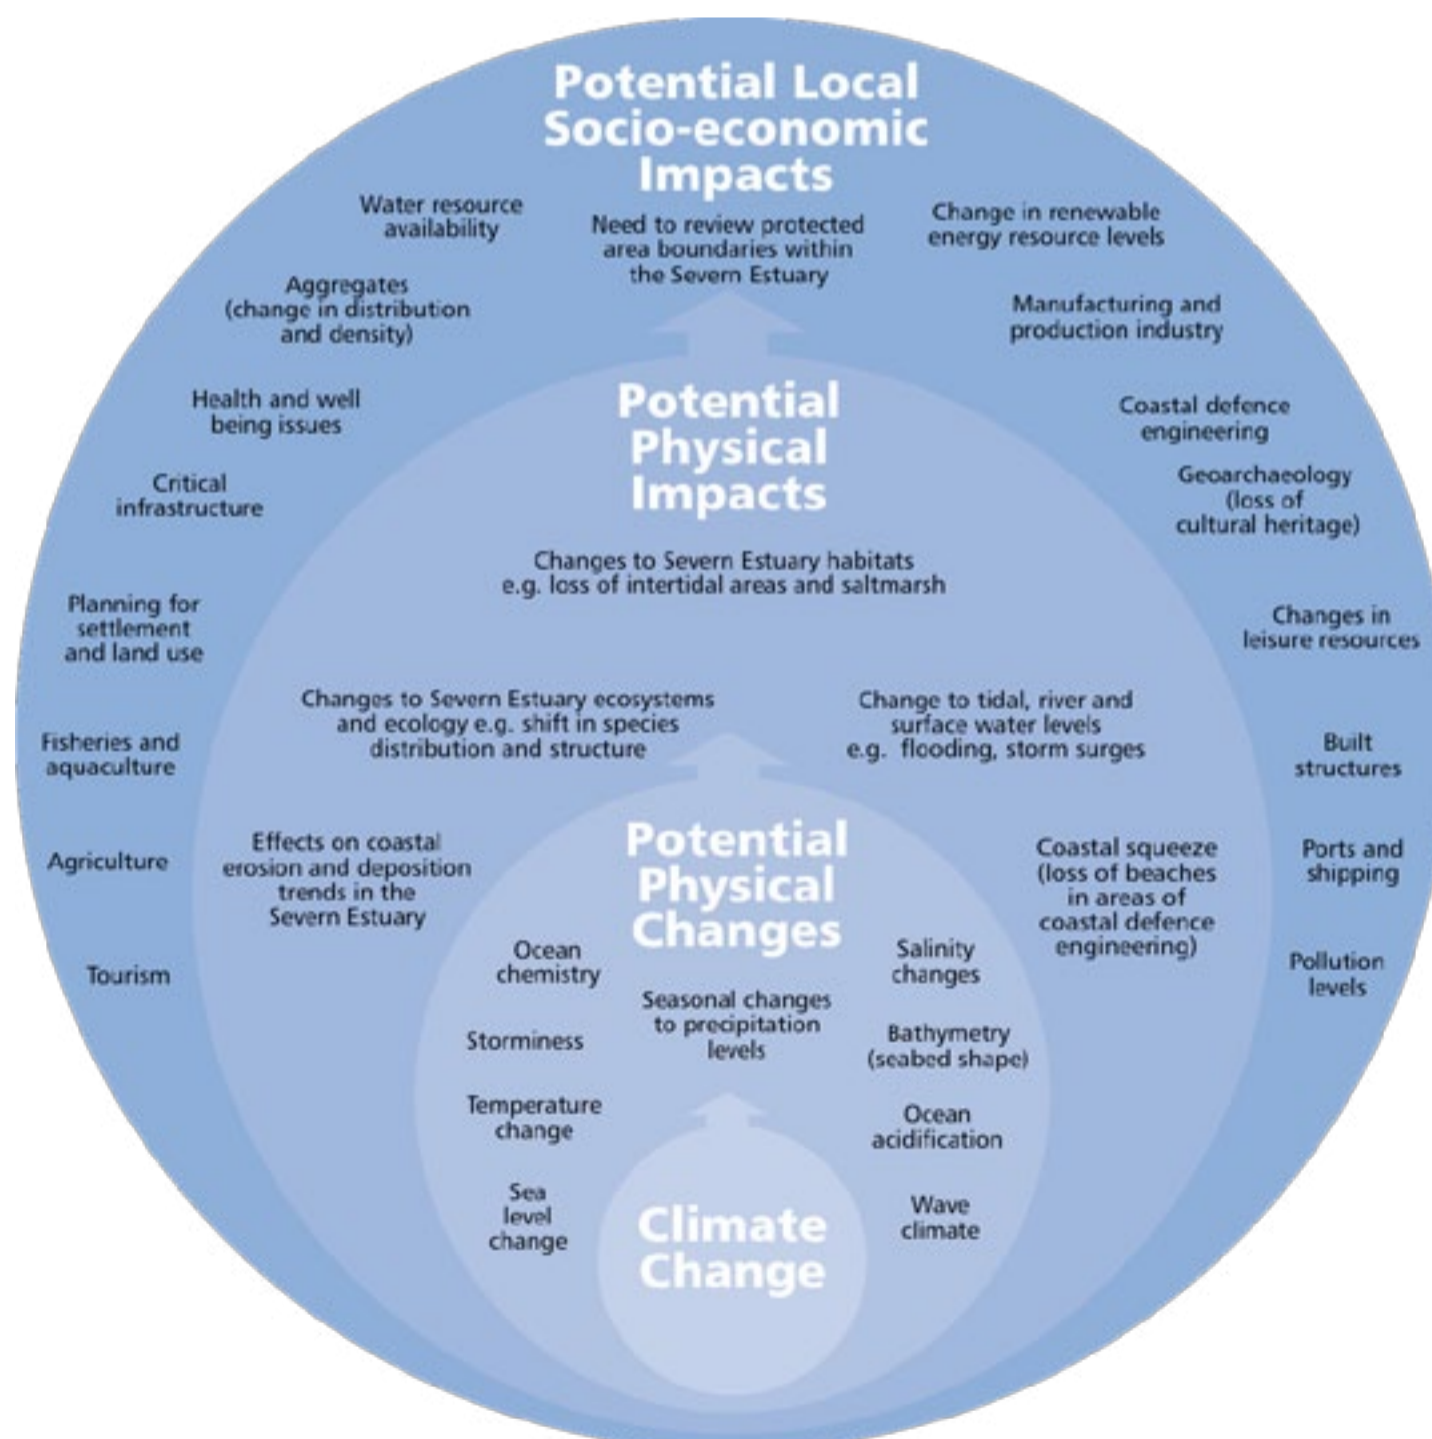 Potential Local
Socio-economic
Impacts
Water resource
availability
Need to review protected
area boundaries within
the Severn Estuary
Change in renewable
energy resource levels
Aggregates
(change in distribution
and density)
Manufacturing and
production industry
Health and well
being issues
Coastal defence
engineering
Critical
infrastructure
Geoarchaeology
(loss of
cultural heritage)
Planning for
settlement
and land use
Changes in
leisure resources
Fisheries and
aquaculture
Built
structures
Agriculture
Ports and
shipping
Tourism
Pollution
levels
Potential
Physical
Impacts
Changes to Severn Estuary habitats
e.g. loss of intertidal areas and saltmarsh
Changes to Severn Estuary ecosystems
and ecology e.g. shift in species
distribution and structure
Change to tidal, river and
surface water levels
e.g. flooding, storm surges
Effects on coastal
erosion and deposition
trends in the
Severn Estuary
Coastal squeeze
(loss of beaches
in areas of
coastal defence
engineering)
Potential
Physical
Changes
Ocean
chemistry
Seasonal changes
to precipitation
levels
Salinity
changes
Storminess
Bathymetry
(seabed shape)
Temperature
change
Ocean
acidification
Sea
level
change
Wave
climate
Climate
Change